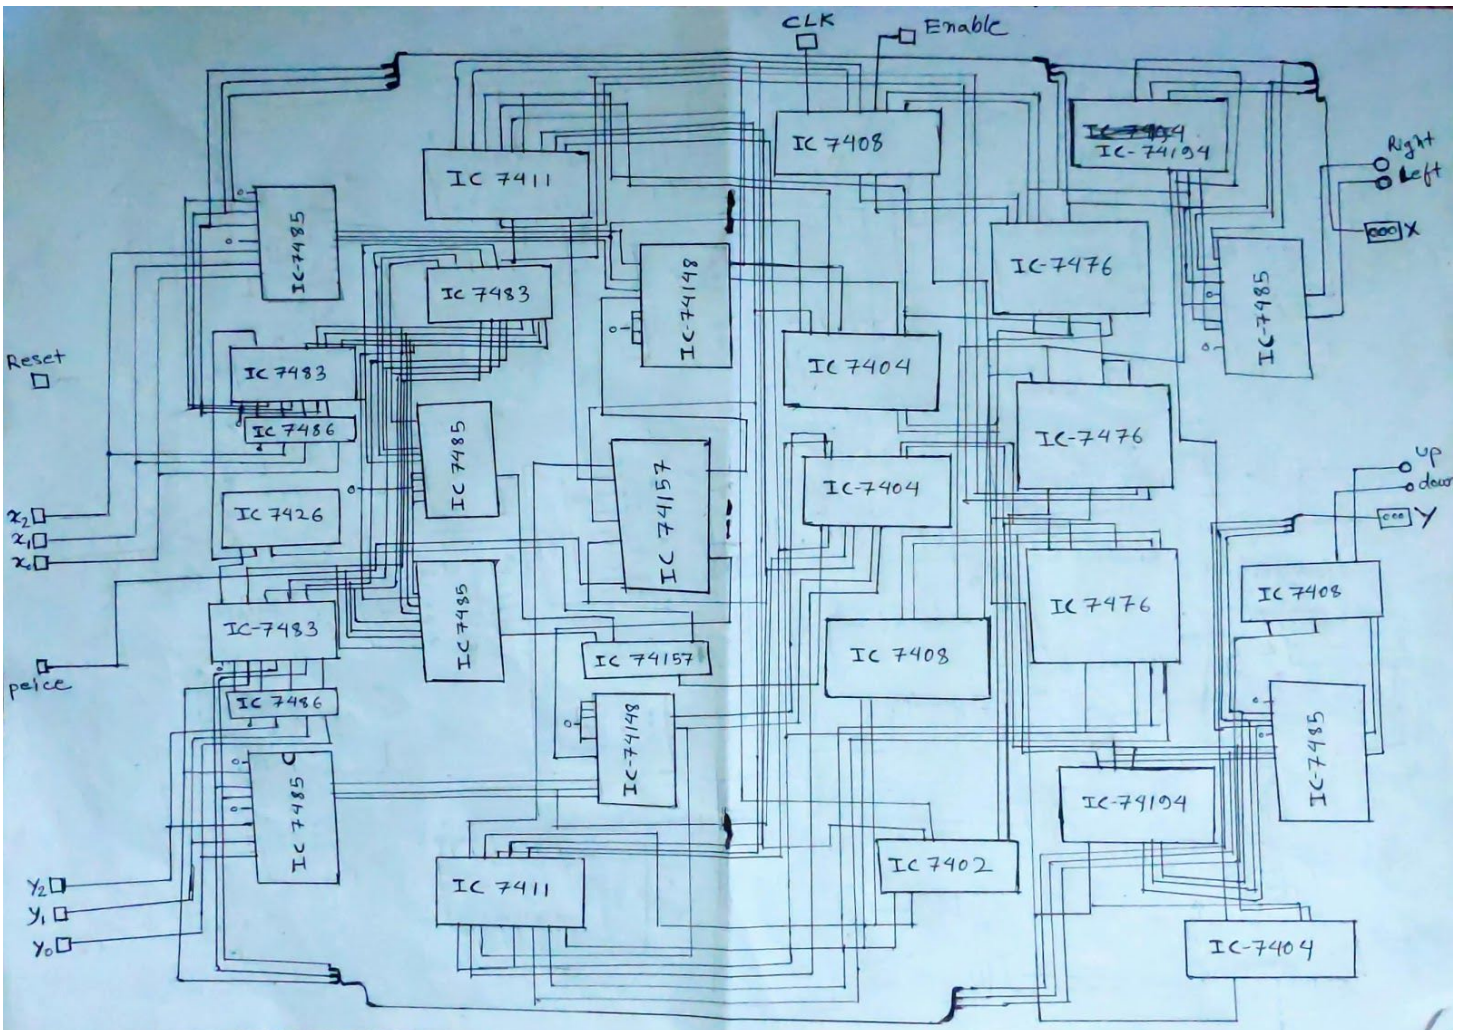 CLK
Enable
IC 7408
IC-7404
IC-74194
Right
Left
X
IC 7411
IC-7485
IC 7483
IC-74148
IC-7476
IC-7485
Reset
IC 7483
IC 7486
IC 7404
IC 7485
IC-7476
IC 74157
IC-7404
up
down
Y
x2
x1
x0
IC 7426
IC-7483
IC 7485
IC 7476
IC 7408
peice
IC 74157
IC 7408
IC 7486
IC-74148
IC-7485
IC 7485
IC-74194
y2
y1
y0
IC 7411
IC 7402
IC-7404